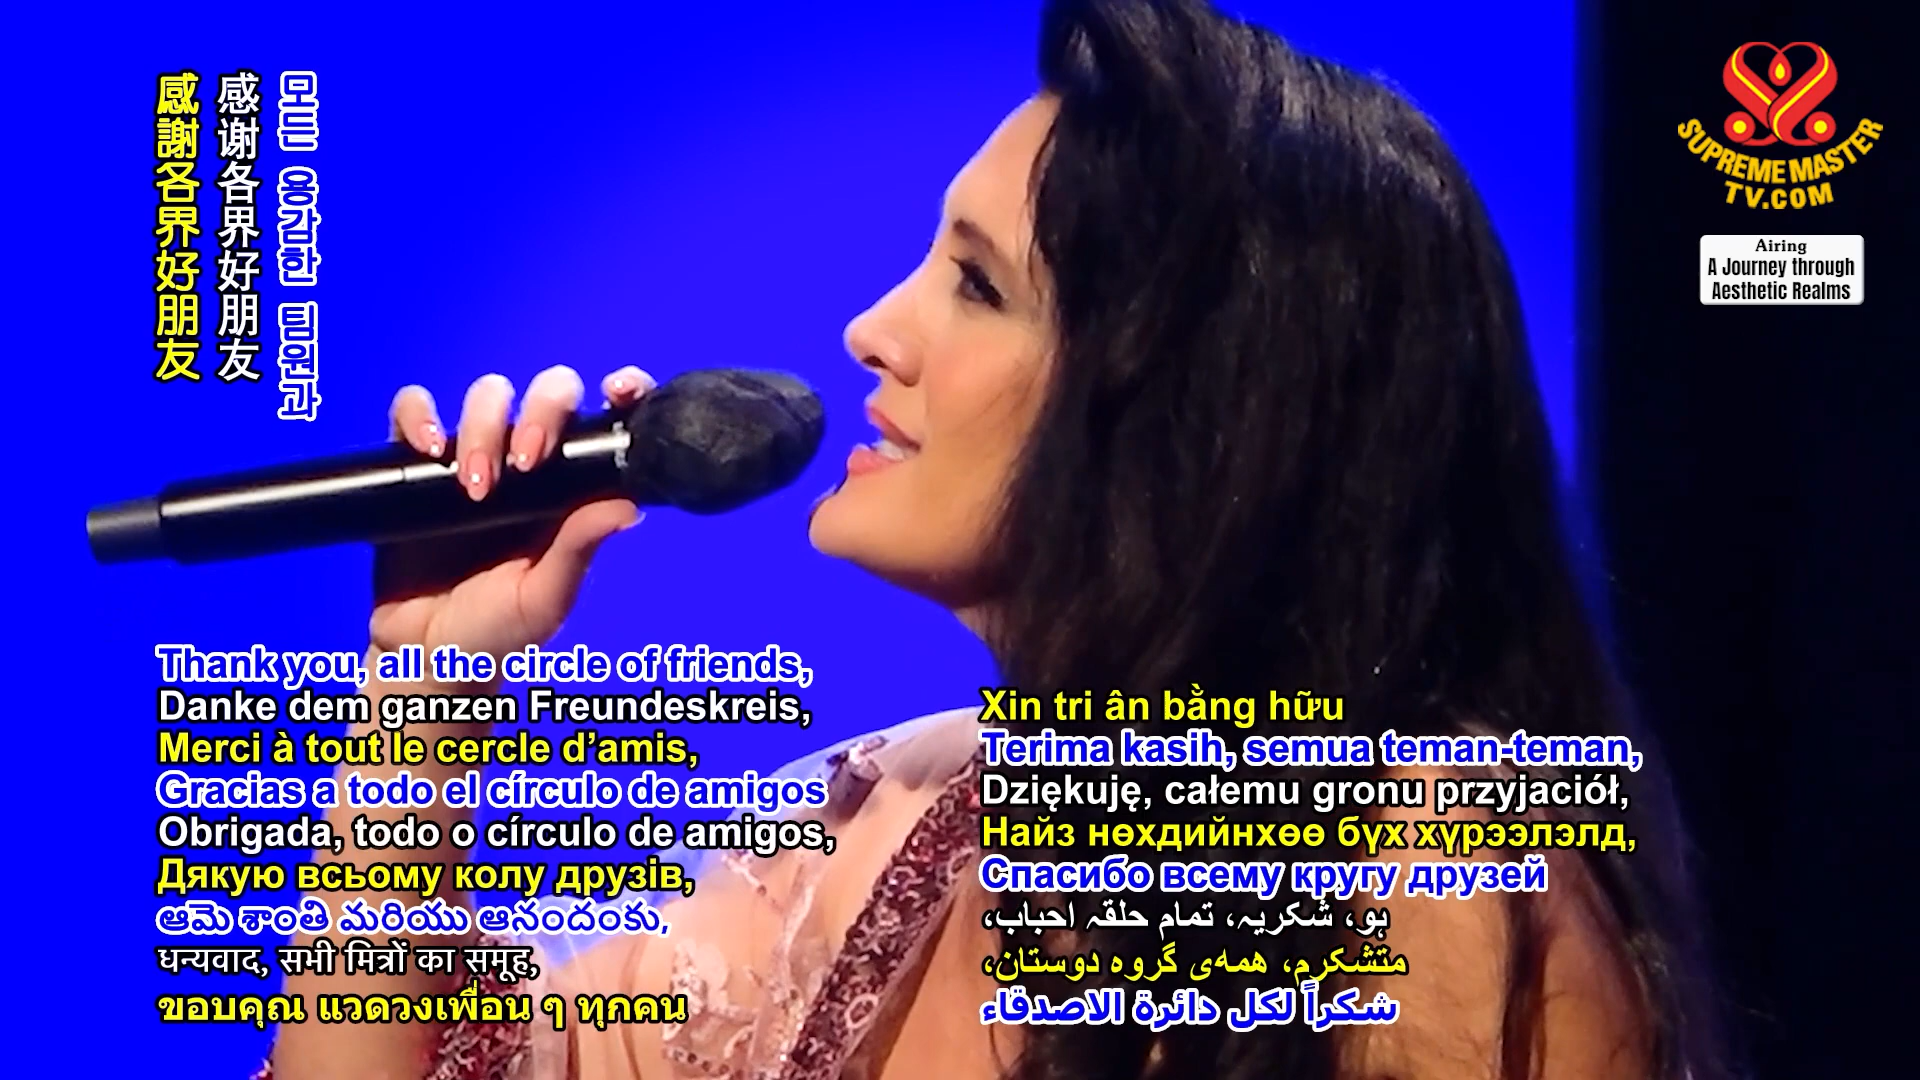 感謝各界好朋友
感谢各界好朋友
모든 용감한 팀원과
SUPREME MASTER
TV.COM
Airing
A Journey through
Aesthetic Realms
Thank you, all the circle of friends,
Danke dem ganzen Freundeskreis,
Merci à tout le cercle d’amis,
Gracias a todo el círculo de amigos
Obrigada, todo o círculo de amigos,
Дякую всьому колу друзів,
ఆమె శాంతి మరియు ఆనందంకు,
धन्यवाद, सभी मित्रों का समूह,
ขอบคุณ แวดวงเพื่อน ๆ ทุกคน
Xin tri ân bằng hữu
Terima kasih, semua teman-teman,
Dziękuję, całemu gronu przyjaciół,
Найз нөхдийнхөө бүх хүрээлэлд,
Спасибо всему кругу друзей
ہو، شکریہ، تمام حلقہ احباب،
متشکرم، همه‌ی گروه دوستان،
شكراً لكل دائرة الاصدقاء